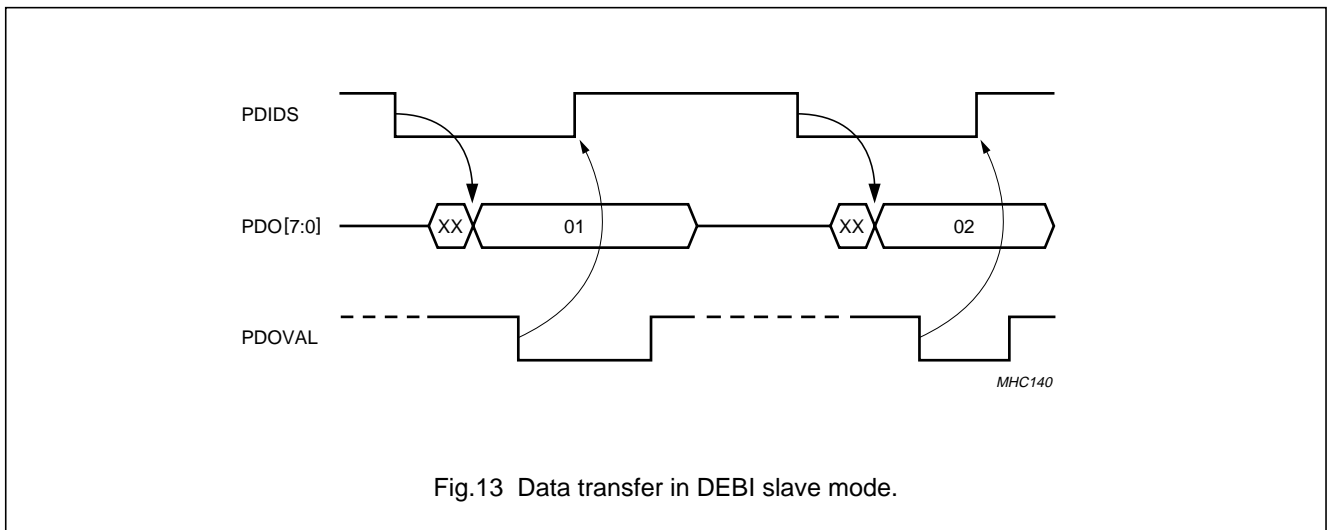 PDIDS
PDO[7:0] XX 01 XX 02
PDOVAL
MHC140
Fig.13 Data transfer in DEBI slave mode.